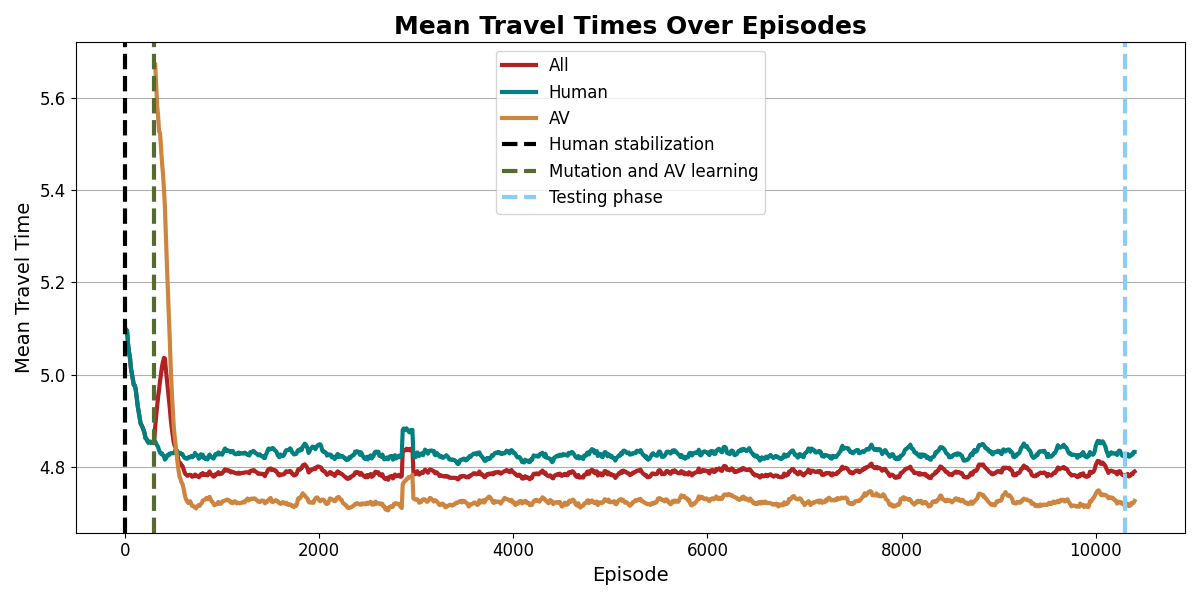 Mean Travel Times Over Episodes
All
Human
AV
Human stabilization
Mutation and AV learning
Testing phase
Mean Travel Time
5.6
5.4
5.2
5.0
4.8
0
2000
4000
6000
8000
10000
Episode